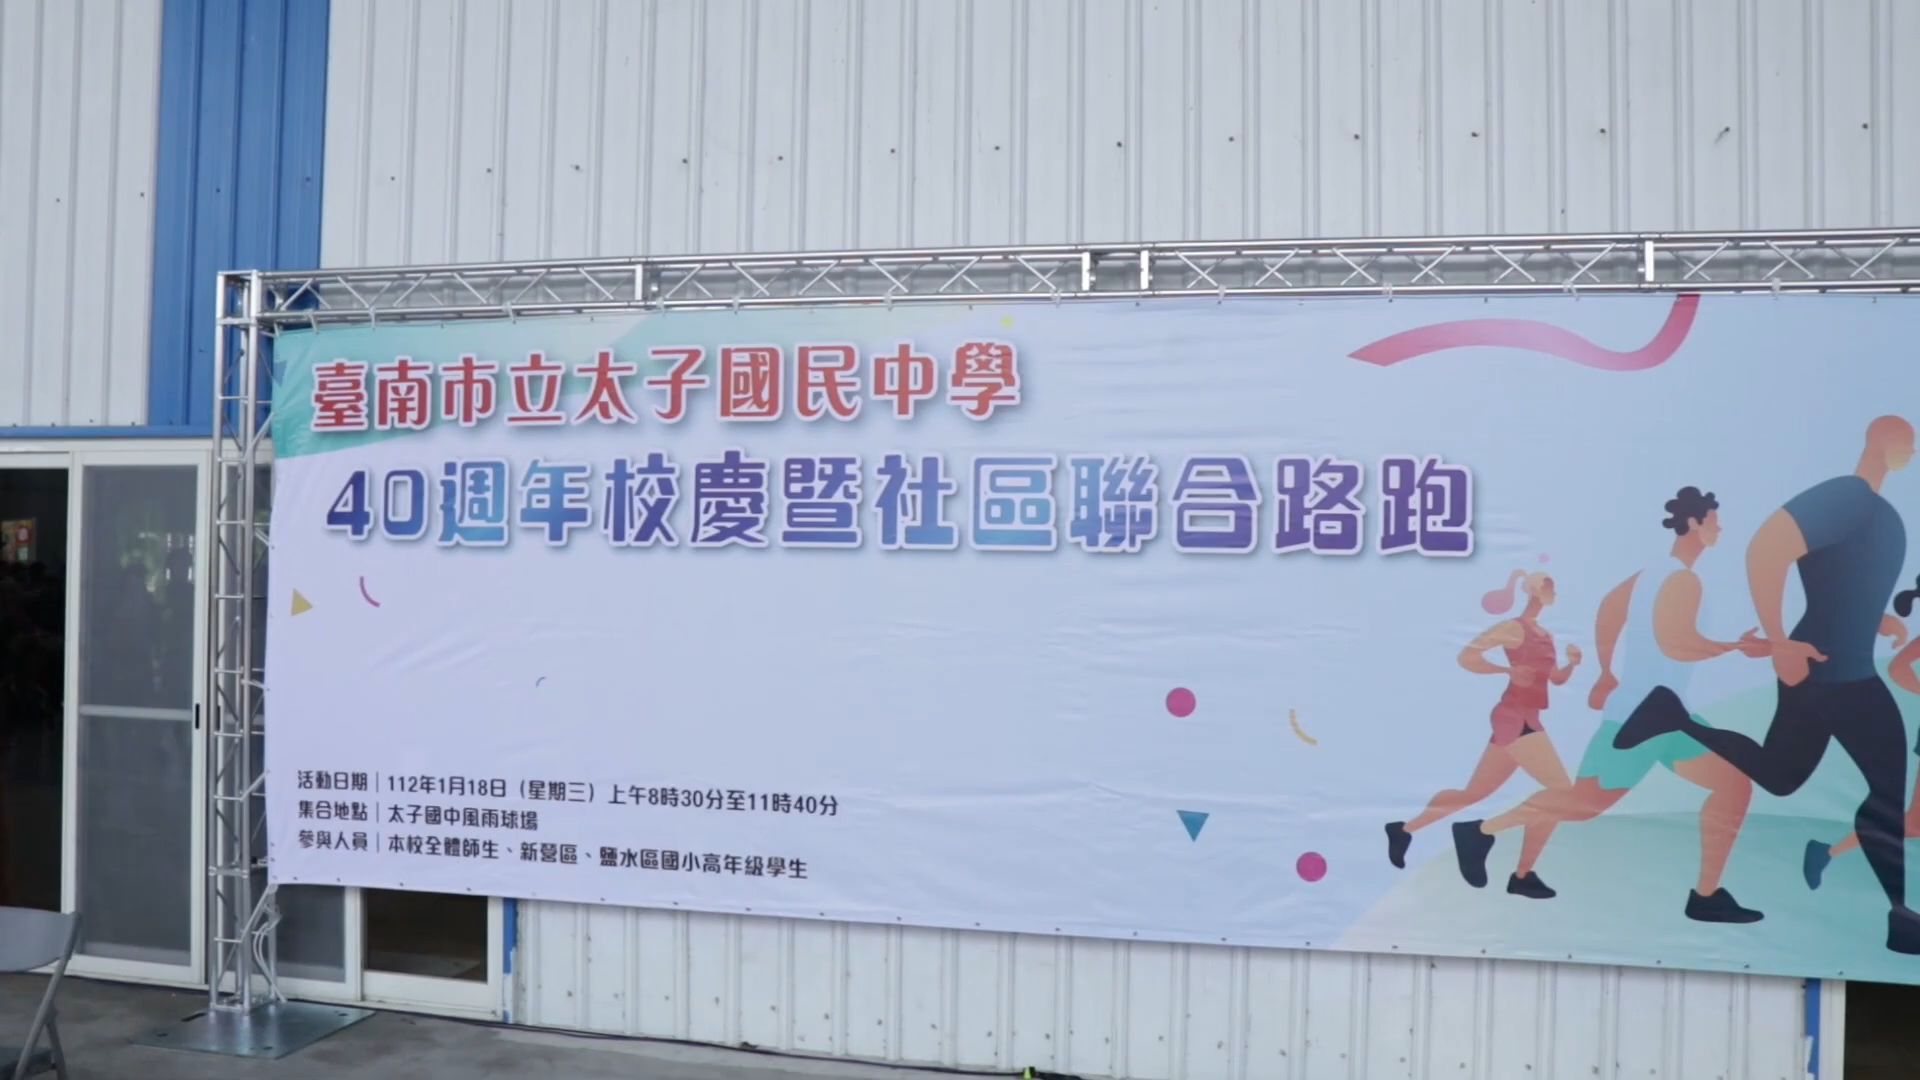 臺南市立太子國民中學
40週年校慶暨社區聯合路跑
活動日期｜112年1月18日（星期三）上午8時30分至11時40分
集合地點｜太子國中風雨球場
參與人員｜本校全體師生、新營區、鹽水區國小高年級學生